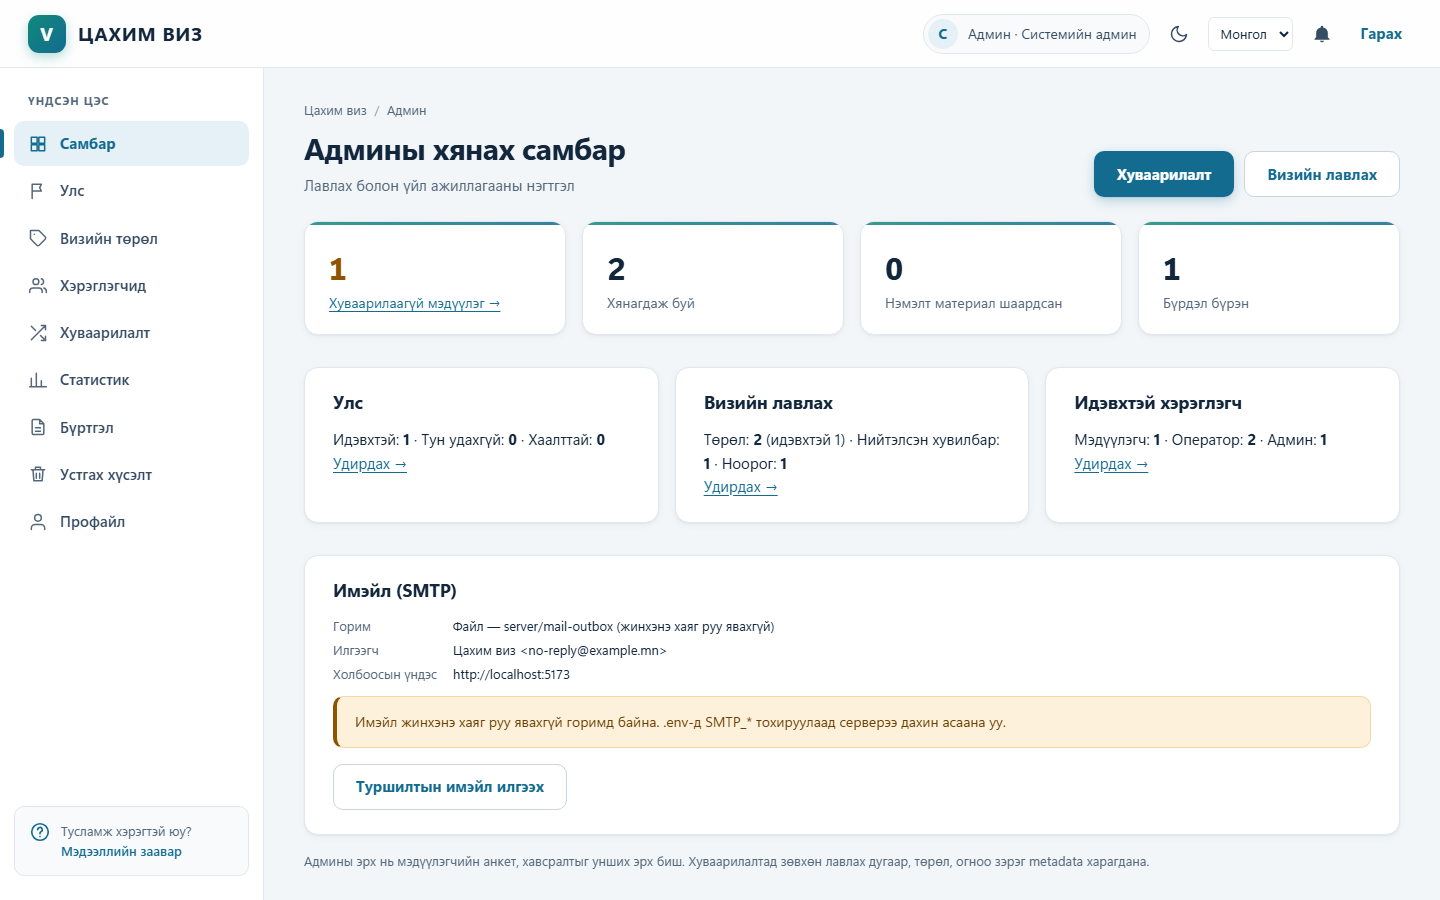 V ЦАХИМ ВИЗ
С Админ · Системийн админ
Монгол
Гарах
ҮНДСЭН ЦЭС
Самбар
Улс
Визийн төрөл
Хэрэглэгчид
Хуваарилалт
Статистик
Бүртгэл
Устгах хүсэлт
Профайл
Тусламж хэрэгтэй юу?
Мэдээллийн заавар
Цахим виз / Админ
Админы хянах самбар
Лавлах болон үйл ажиллагааны нэгтгэл
Хуваарилалт
Визийн лавлах
1
Хуваарилаагүй мэдүүлэг →
2
Хянагдаж буй
0
Нэмэлт материал шаардсан
1
Бүрдэл бүрэн
Улс
Идэвхтэй: 1 · Тун удахгүй: 0 · Хаалттай: 0
Удирдах →
Визийн лавлах
Төрөл: 2 (идэвхтэй 1) · Нийтэлсэн хувилбар:
1 · Ноорог: 1
Удирдах →
Идэвхтэй хэрэглэгч
Мэдүүлэгч: 1 · Оператор: 2 · Админ: 1
Удирдах →
Имэйл (SMTP)
Горим Файл — server/mail-outbox (жинхэнэ хаяг руу явахгүй)
Илгээгч Цахим виз <no-reply@example.mn>
Холбоосын үндэс http://localhost:5173
Имэйл жинхэнэ хаяг руу явахгүй горимд байна. .env-д SMTP_* тохируулаад серверээ дахин асаана уу.
Туршилтын имэйл илгээх
Админы эрх нь мэдүүлэгчийн анкет, хавсралтыг унших эрх биш. Хуваарилалтад зөвхөн лавлах дугаар, төрөл, огноо зэрэг metadata харагдана.